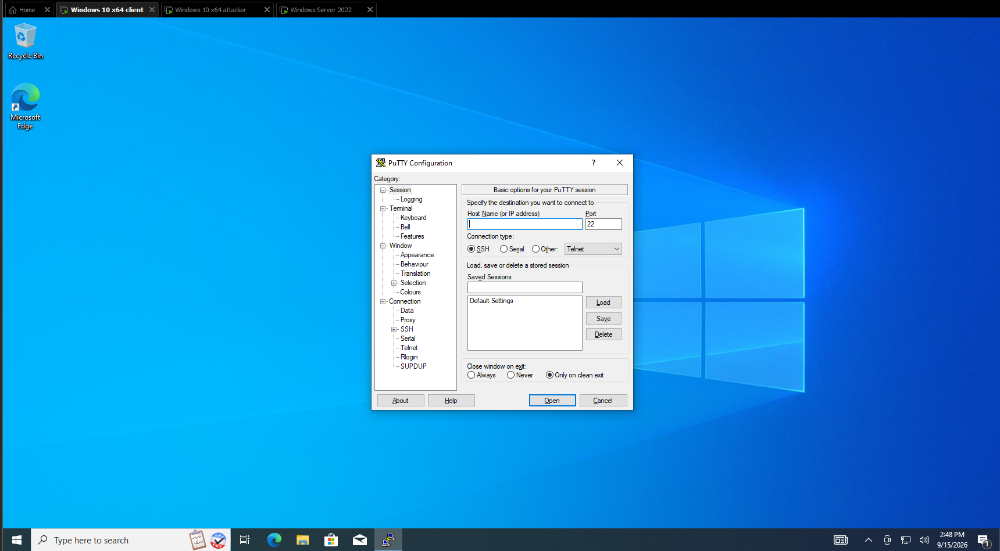 Home
Windows 10 x64 client
Windows 10 x64 attacker
Windows Server 2022
Recycle Bin
Microsoft
Edge
PuTTY Configuration
?
Category:
Session
Logging
Terminal
Keyboard
Bell
Features
Window
Appearance
Behaviour
Translation
Selection
Colours
Connection
Data
Proxy
SSH
Serial
Telnet
Rlogin
SUPDUP
Basic options for your PuTTY session
Specify the destination you want to connect to
Host Name (or IP address) Port
22
Connection type:
SSH Serial Other: Telnet
Load, save or delete a stored session
Saved Sessions
Default Settings
Load
Save
Delete
Close window on exit:
Always Never Only on clean exit
About Help Open Cancel
Type here to search
2:48 PM
9/15/2026
1